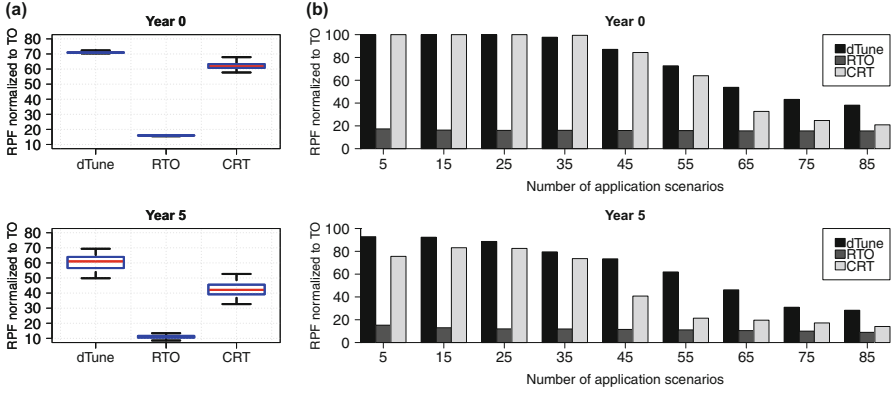 (a)
Year 0
RPF normalized to TO
80
70
60
50
40
30
20
10
dTune RTO CRT
Year 5
RPF normalized to TO
80
70
60
50
40
30
20
10
dTune RTO CRT
(b)
Year 0
RPF normalized to TO
100
80
60
40
20
0
dTune
RTO
CRT
5 15 25 35 45 55 65 75 85
Number of application scenarios
Year 5
RPF normalized to TO
100
80
60
40
20
0
dTune
RTO
CRT
5 15 25 35 45 55 65 75 85
Number of application scenarios